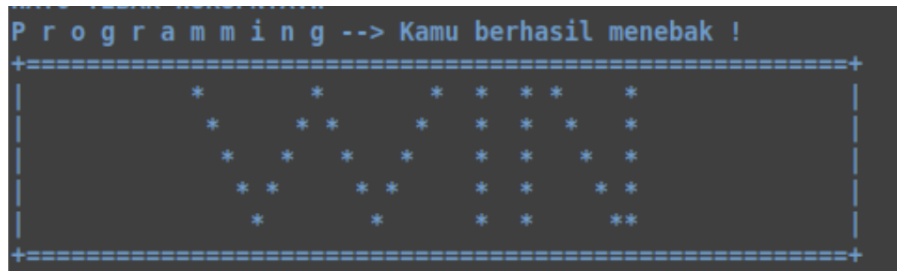 P r o g r a m m i n g --> Kamu berhasil menebak !
+=======================================================+
|           *       *       *  *  * *    *              |
|            *     * *     *   *  *  *   *              |
|             *   *   *   *    *  *   *  *              |
|              * *     * *     *  *    * *              |
|               *       *      *  *     **              |
+=======================================================+